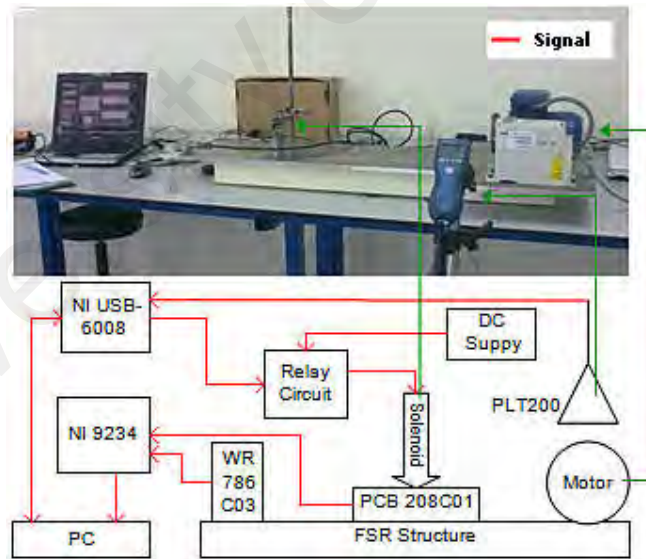 Signal
NI USB-
6008
DC
Suppy
Relay
Circuit
PLT200
Solenoid
NI 9234
WR
786
C03
PCB 208C01
Motor
PC
FSR Structure